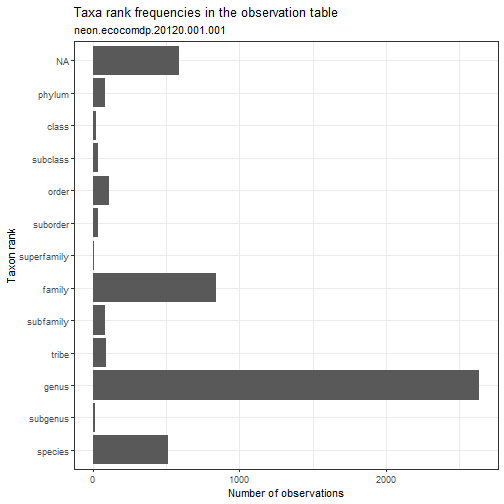 Taxa rank frequencies in the observation table
neon.ecocomdp.20120.001.001
Taxon rank
NA
phylum
class
subclass
order
suborder
superfamily
family
subfamily
tribe
genus
subgenus
species
0 1000 2000
Number of observations